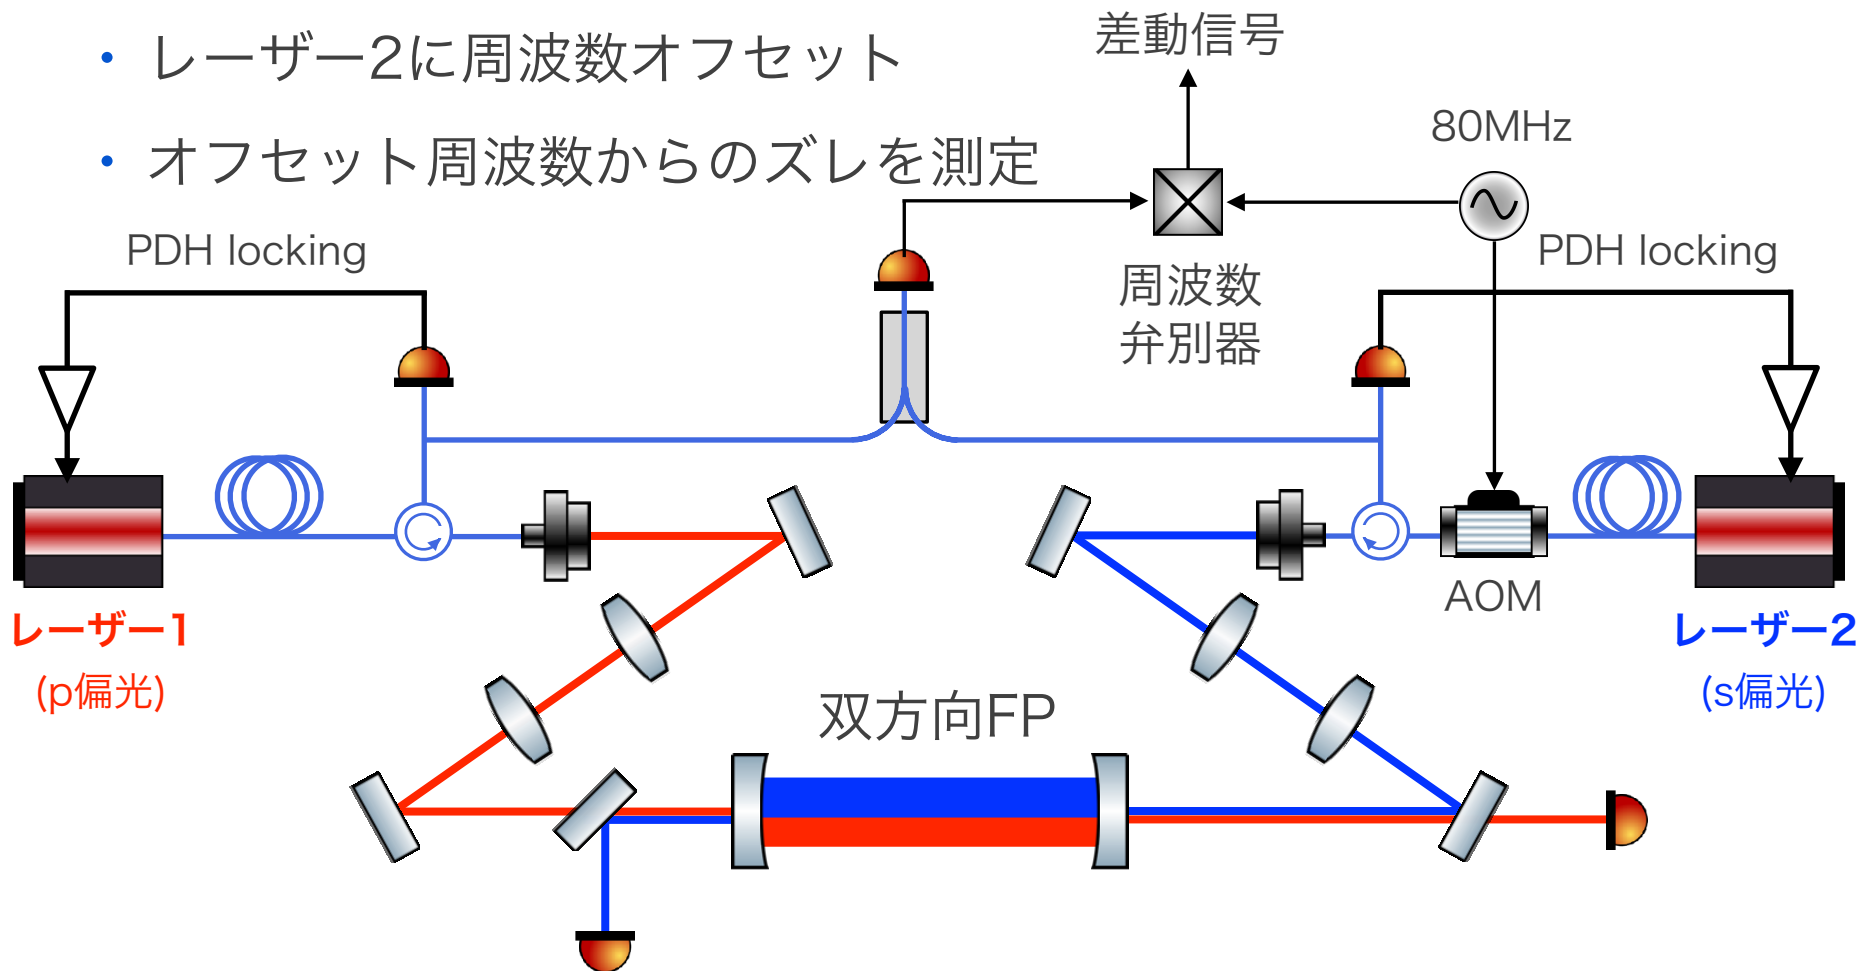 • レーザー2に周波数オフセット
• オフセット周波数からのズレを測定
差動信号
80MHz
PDH locking
周波数
弁別器
PDH locking
AOM
レーザー1
(p偏光)
レーザー2
(s偏光)
双方向FP